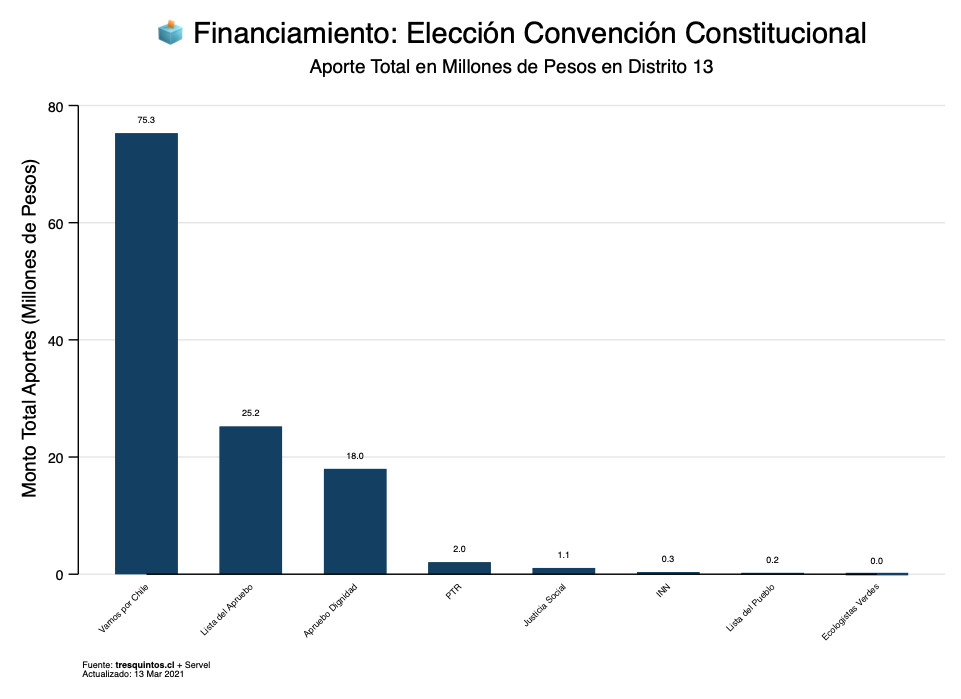 Financiamiento: Elección Convención Constitucional
Aporte Total en Millones de Pesos en Distrito 13
Monto Total Aportes (Millones de Pesos)
80
60
40
20
0
75.3
25.2
18.0
2.0
1.1
0.3
0.2
0.0
Vamos por Chile
Lista del Apruebo
Apruebo Dignidad
PTR
Justicia Social
INN
Lista del Pueblo
Ecologistas Verdes
Fuente: tresquintos.cl + Servel
Actualizado: 13 Mar 2021